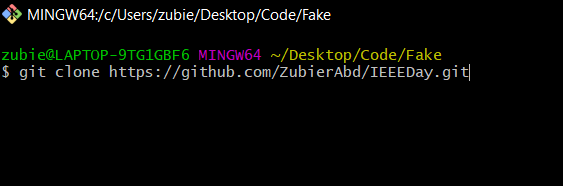 MINGW64:/c/Users/zubie/Desktop/Code/Fake
zubie@LAPTOP-9TG1GBF6 MINGW64 ~/Desktop/Code/Fake
$ git clone https://github.com/ZubierAbd/IEEEDay.git